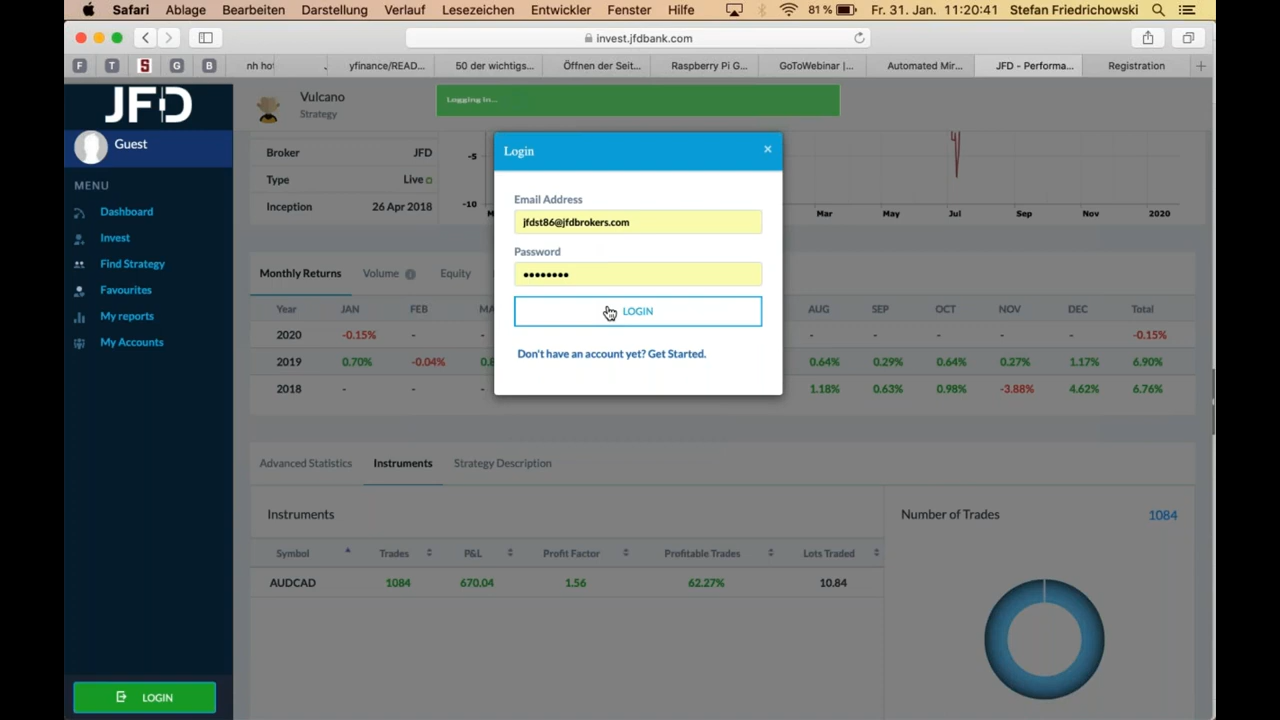 Safari Ablage Bearbeiten Darstellung Verlauf Lesezeichen Entwickler Fenster Hilfe 81 % Fr. 31. Jan. 11:20:41 Stefan Friedrichowski
invest.jfdbank.com
F T S G B nh ho yfinance/READ... 50 der wichtigs... Öffnen der Seit... Raspberry Pi G... GoToWebinar |... Automated Mir... JFD - Performa... Registration
JFD
Guest
MENU
Dashboard
Invest
Find Strategy
Favourites
My reports
My Accounts
LOGIN
Vulcano
Strategy
Logging in...
Broker JFD
Type Live
Inception 26 Apr 2018
-5
-10
Mar May Jul Sep Nov 2020
Login ×
Email Address
jfdst86@jfdbrokers.com
Password
••••••••
LOGIN
Don't have an account yet? Get Started.
Monthly Returns Volume Equity
Year JAN FEB MA AUG SEP OCT NOV DEC Total
2020 -0.15% - - - - - - - -0.15%
2019 0.70% -0.04% 0.8 0.64% 0.29% 0.64% 0.27% 1.17% 6.90%
2018 - - - 1.18% 0.63% 0.98% -3.88% 4.62% 6.76%
Advanced Statistics Instruments Strategy Description
Instruments
Symbol Trades P&L Profit Factor Profitable Trades Lots Traded
AUDCAD 1084 670.04 1.56 62.27% 10.84
Number of Trades 1084